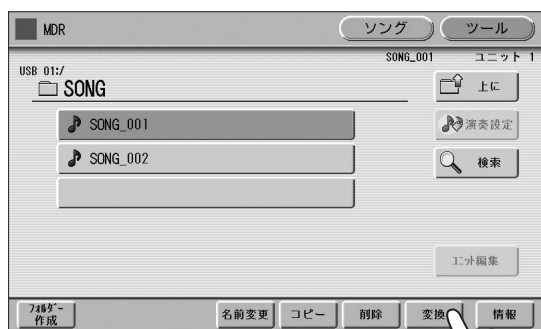 MDR
ソング
ツール
SONG_001 ユニット 1
USB 01:/
SONG
上に
SONG_001
演奏設定
SONG_002
検索
ユニット編集
フォルダー
作成
名前変更
コピー
削除
変換
情報